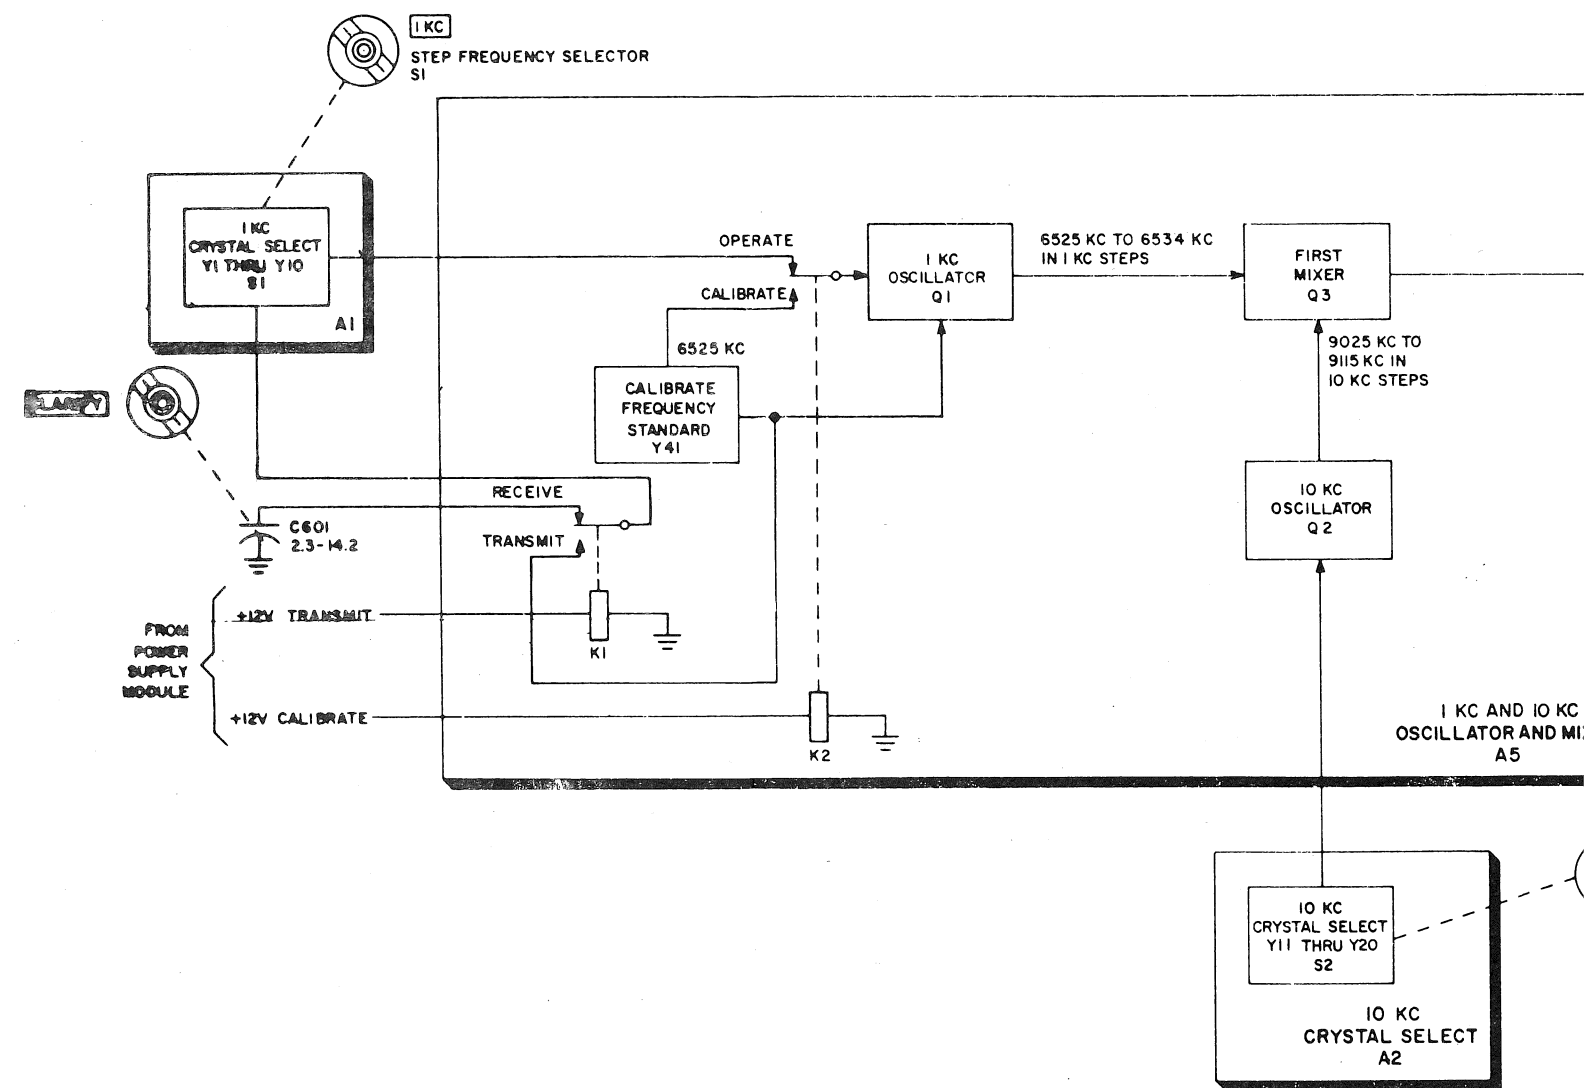 1 KC
STEP FREQUENCY SELECTOR
S1
1 KC
CRYSTAL SELECT
Y1 THRU Y10
S1
A1
OPERATE
CALIBRATE
6525 KC
CALIBRATE
FREQUENCY
STANDARD
Y41
1 KC
OSCILLATOR
Q1
6525 KC TO 6534 KC
IN 1 KC STEPS
FIRST
MIXER
Q3
9025 KC TO
9115 KC IN
10 KC STEPS
10 KC
OSCILLATOR
Q2
RECEIVE
TRANSMIT
C601
2.3-14.2
FROM
POWER
SUPPLY
MODULE
+12V TRANSMIT
+12V CALIBRATE
K1
K2
1 KC AND 10 KC
OSCILLATOR AND MI
A5
10 KC
CRYSTAL SELECT
Y11 THRU Y20
S2
10 KC
CRYSTAL SELECT
A2